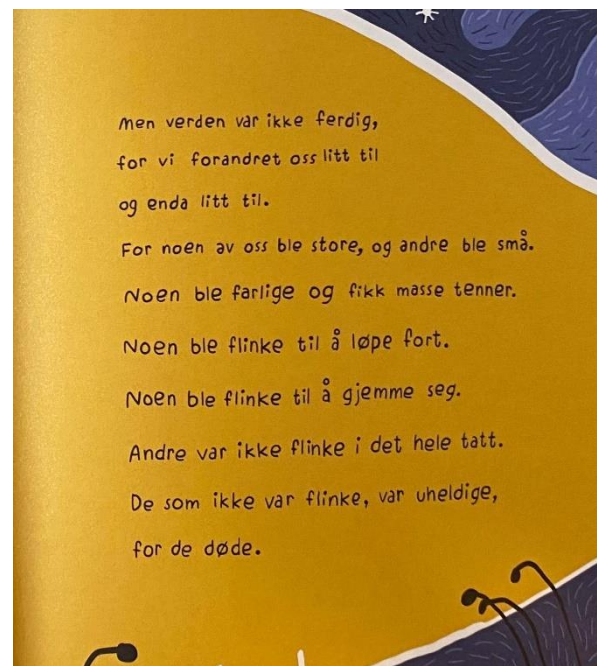 Men verden var ikke ferdig,
for vi forandret oss litt til
og enda litt til.
For noen av oss ble store, og andre ble små.
Noen ble farlige og fikk masse tenner.
Noen ble flinke til å løpe fort.
Noen ble flinke til å gjemme seg.
Andre var ikke flinke i det hele tatt.
De som ikke var flinke, var uheldige,
for de døde.